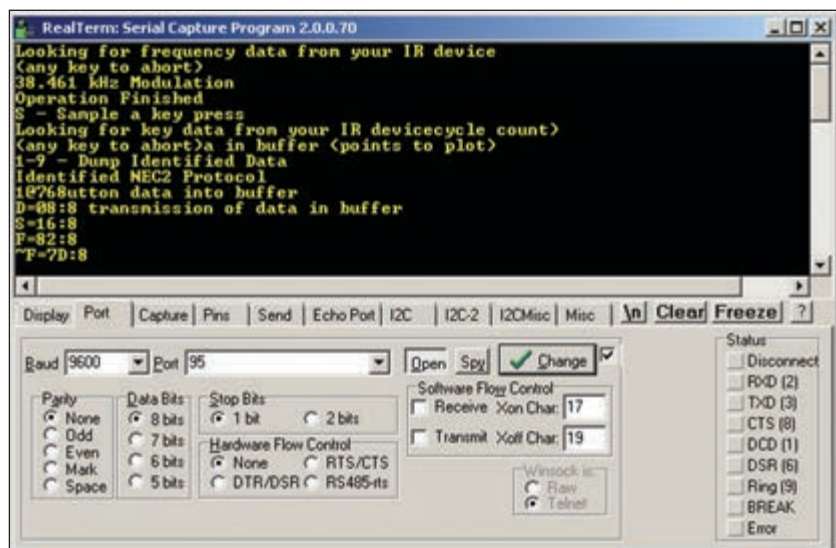 RealTerm: Serial Capture Program 2.0.0.70
Looking for frequency data from your IR device
(any key to abort)
38.461 kHz Modulation
Operation Finished
S - Sample a key press
Looking for key data from your IR devicecycle count)
(any key to abort)a in buffer (points to plot)
1-9 - Dump Identified Data
Identified NEC2 Protocol
1@768utton data into buffer
D=08:8 transmission of data in buffer
S=16:8
F=82:8
~F=7D:8
Display Port Capture Pins Send Echo Port I2C I2C-2 I2CMisc Misc \n Clear Freeze ?
Baud 9600 Port 95 Open Spy Change
Parity
None
Odd
Even
Mark
Space
Data Bits
8 bits
7 bits
6 bits
5 bits
Stop Bits
1 bit 2 bits
Hardware Flow Control
None RTS/CTS
DTR/DSR RS485-rts
Software Flow Control
Receive Xon Char: 17
Transmit Xoff Char: 19
Winsock is:
Raw
Telnet
Status
Disconnect
RXD (2)
TXD (3)
CTS (8)
DCD (1)
DSR (6)
Ring (9)
BREAK
Error